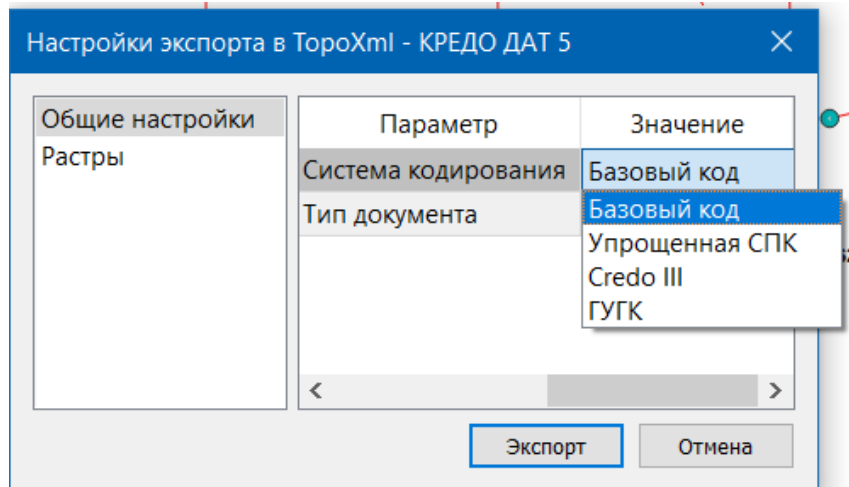 Настройки экспорта в TopoXml - КРЕДО ДАТ 5
Общие настройки
Растры
Параметр Значение
Система кодирования Базовый код
Тип документа
Базовый код
Упрощенная СПК
Credo III
ГУГК
Экспорт Отмена